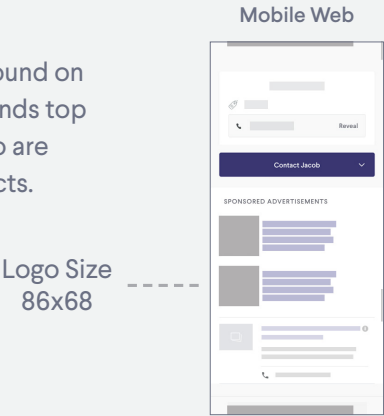 Mobile Web
ound on
nds top
o are
cts.
Reveal
Contact Jacob
SPONSORED ADVERTISEMENTS
Logo Size
86x68